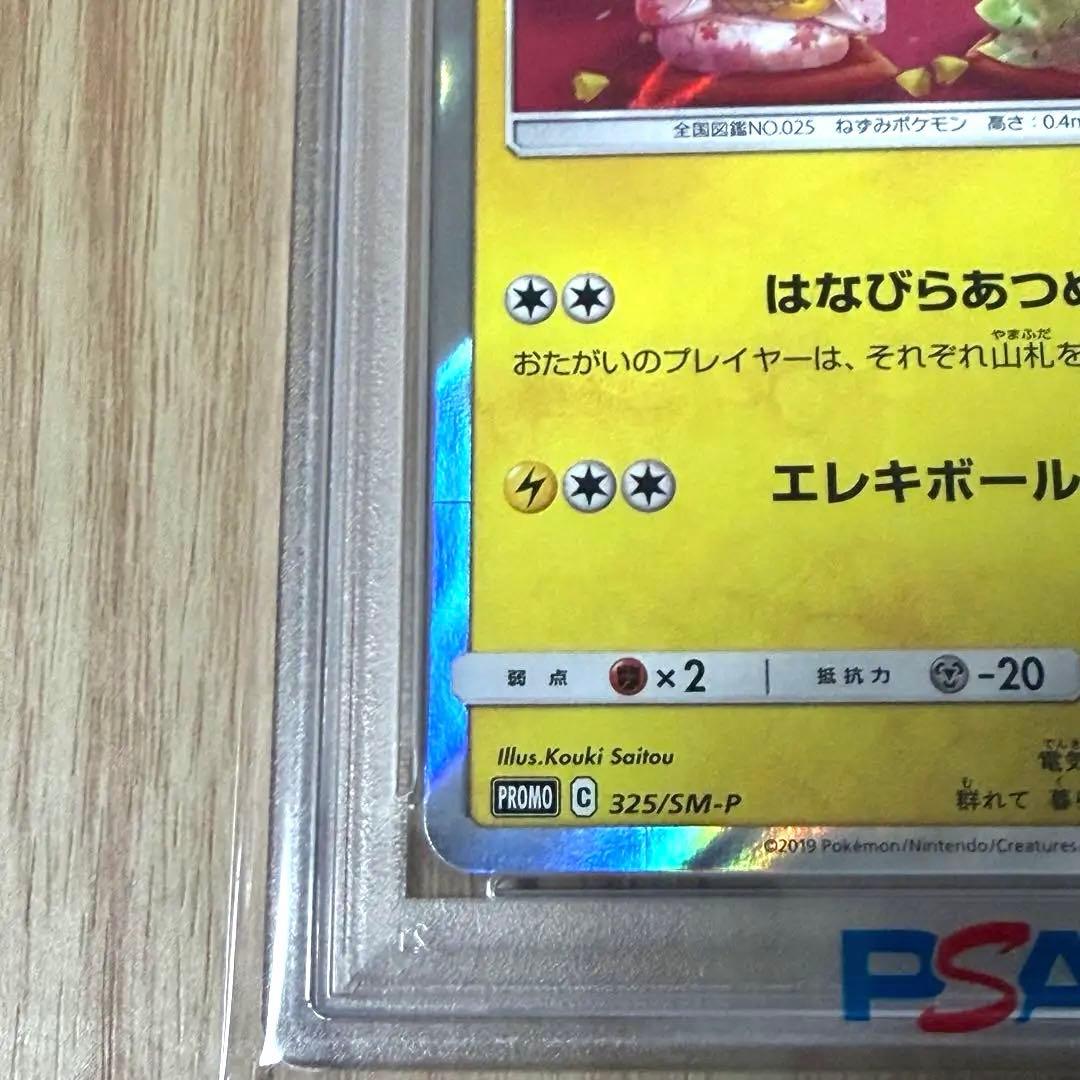 全国図鑑NO.025 ねずみポケモン 高さ：0.4m
はなびらあつめ
やまふだ
おたがいのプレイヤーは、それぞれ山札を
エレキボール
弱点 ×2 抵抗力 -20
Illus.Kouki Saitou
でんき
電気
PROMO C 325/SM-P
も く
群れて 暮
©2019 Pokémon/Nintendo/Creatures
PSA